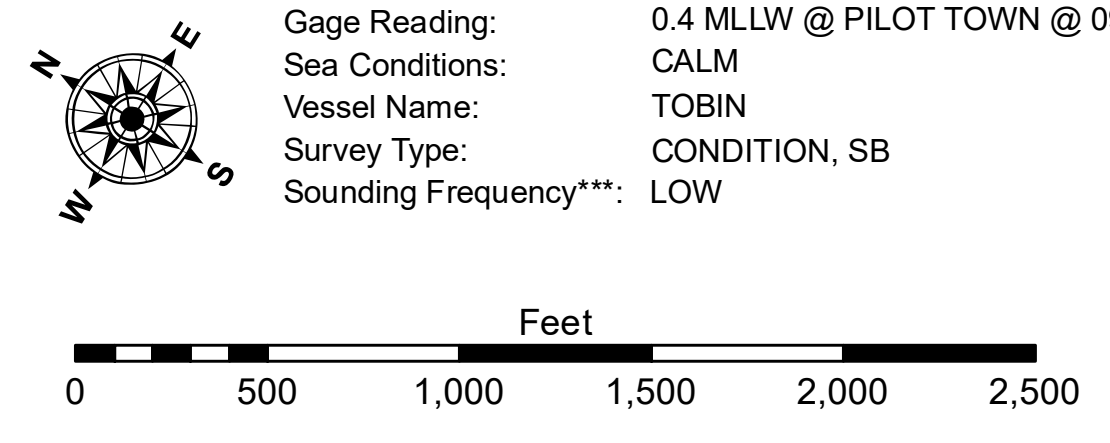 N
E
S
W
Gage Reading: 0.4 MLLW @ PILOT TOWN @
Sea Conditions: CALM
Vessel Name: TOBIN
Survey Type: CONDITION, SB
Sounding Frequency***: LOW
Feet
0 500 1,000 1,500 2,000 2,500